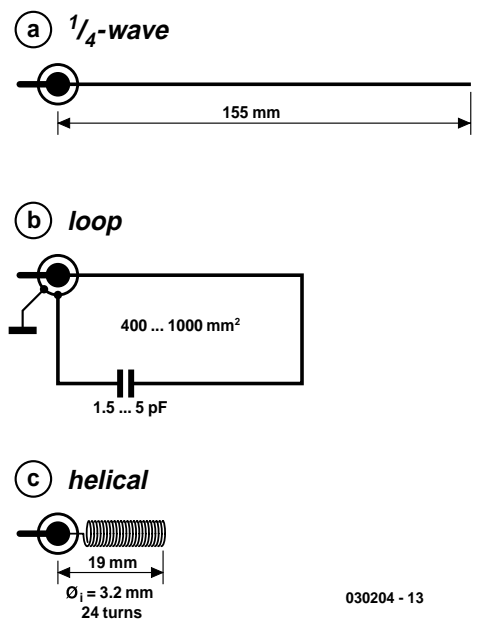 a ¹/₄-wave
155 mm
b loop
400 ... 1000 mm²
1.5 ... 5 pF
c helical
19 mm
Ø i = 3.2 mm
24 turns
030204 - 13